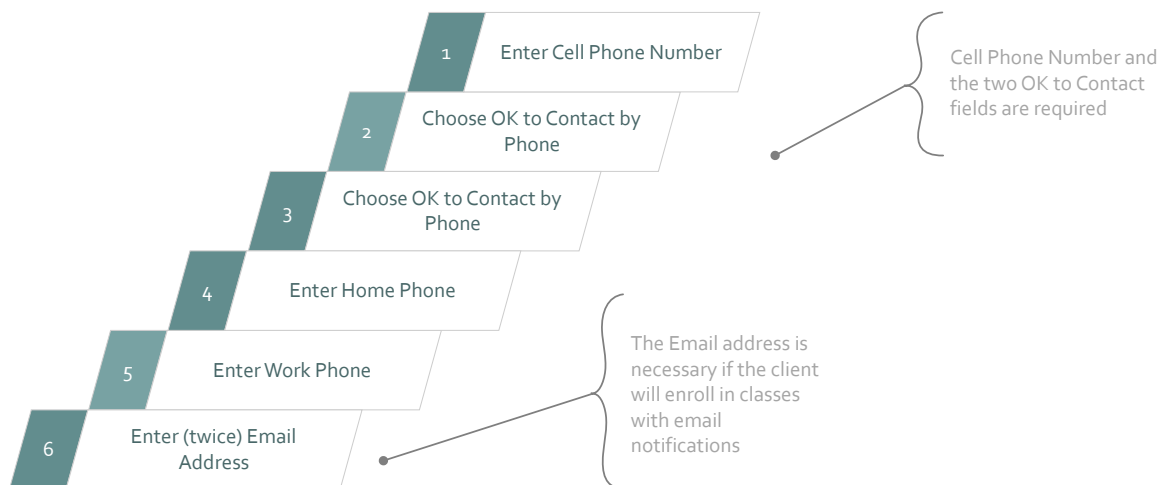 1
Enter Cell Phone Number
Cell Phone Number and
the two OK to Contact
fields are required
2
Choose OK to Contact by
Phone
3
Choose OK to Contact by
Phone
4
Enter Home Phone
5
Enter Work Phone
The Email address is
necessary if the client
will enroll in classes
with email
notifications
6
Enter (twice) Email
Address